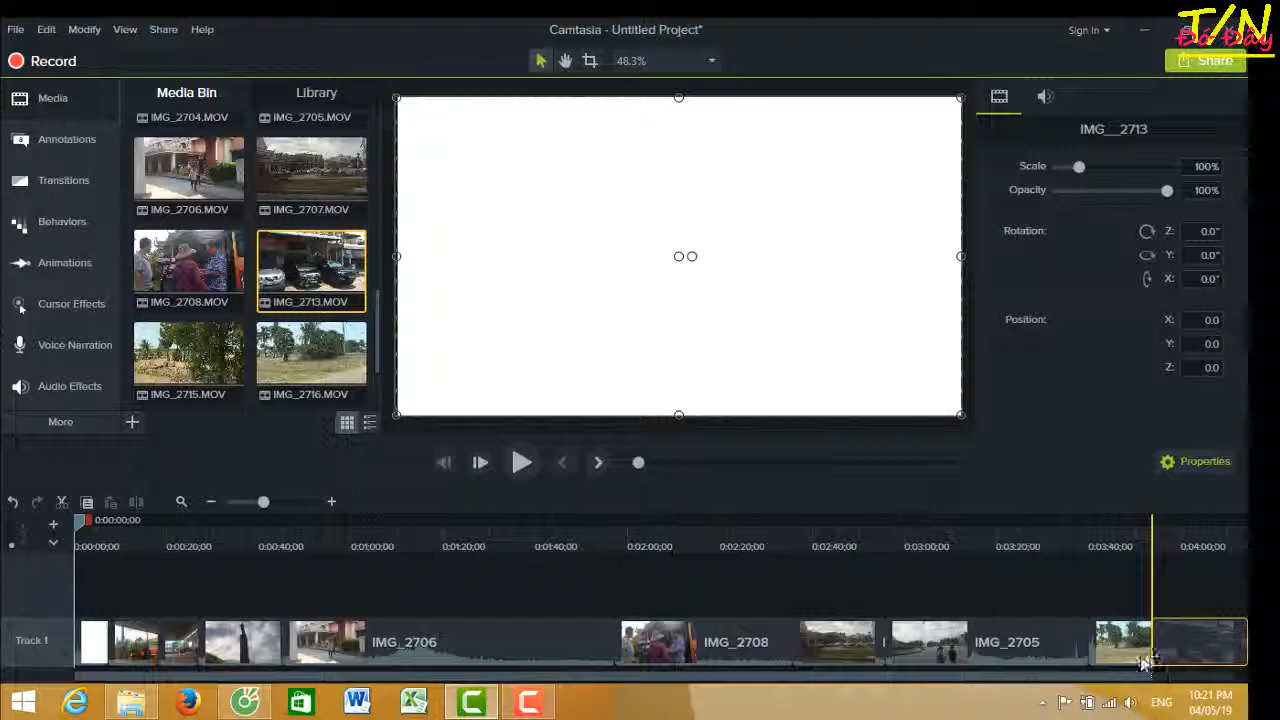 T/N
Đó Đây
File Edit Modify View Share Help
Camtasia - Untitled Project*
Sign In
Record
48.3%
Share
Media
Annotations
Transitions
Behaviors
Animations
Cursor Effects
Voice Narration
Audio Effects
More
Media Bin Library
IMG_2704.MOV IMG_2705.MOV
IMG_2706.MOV IMG_2707.MOV
IMG_2708.MOV IMG_2713.MOV
IMG_2715.MOV IMG_2716.MOV
IMG__2713
Scale 100%
Opacity 100%
Rotation: Z: 0.0°
Y: 0.0°
X: 0.0°
Position: X: 0.0
Y: 0.0
Z: 0.0
Properties
0:00:00;00
0:00:00;00 0:00:20;00 0:00:40;00 0:01:00;00 0:01:20;00 0:01:40;00 0:02:00;00 0:02:20;00 0:02:40;00 0:03:00;00 0:03:20;00 0:03:40;00 0:04:00;00
Track 1 IMG_2706 IMG_2708 I IMG_2705
ENG
10:21 PM
04/05/19